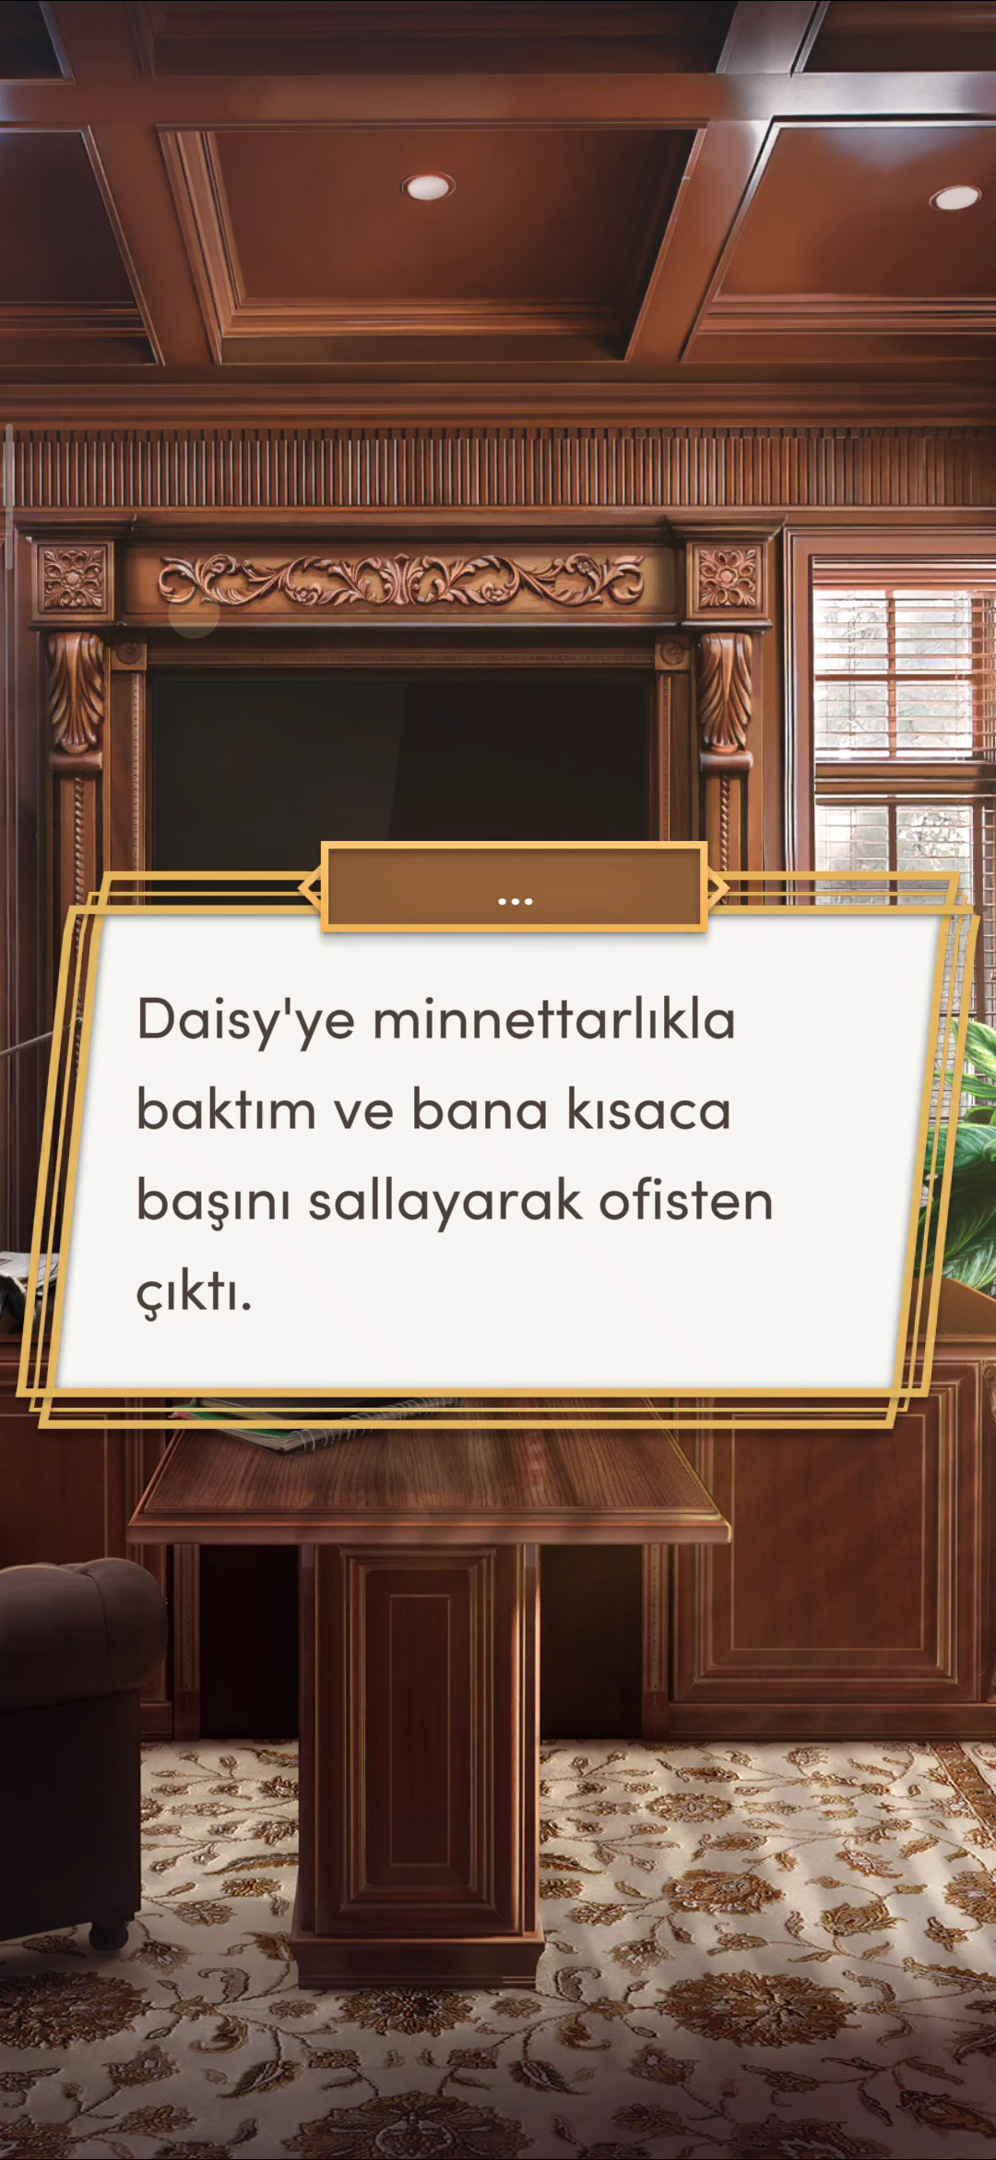 ...
Daisy'ye minnettarlıkla
baktım ve bana kısaca
başını sallayarak ofisten
çıktı.